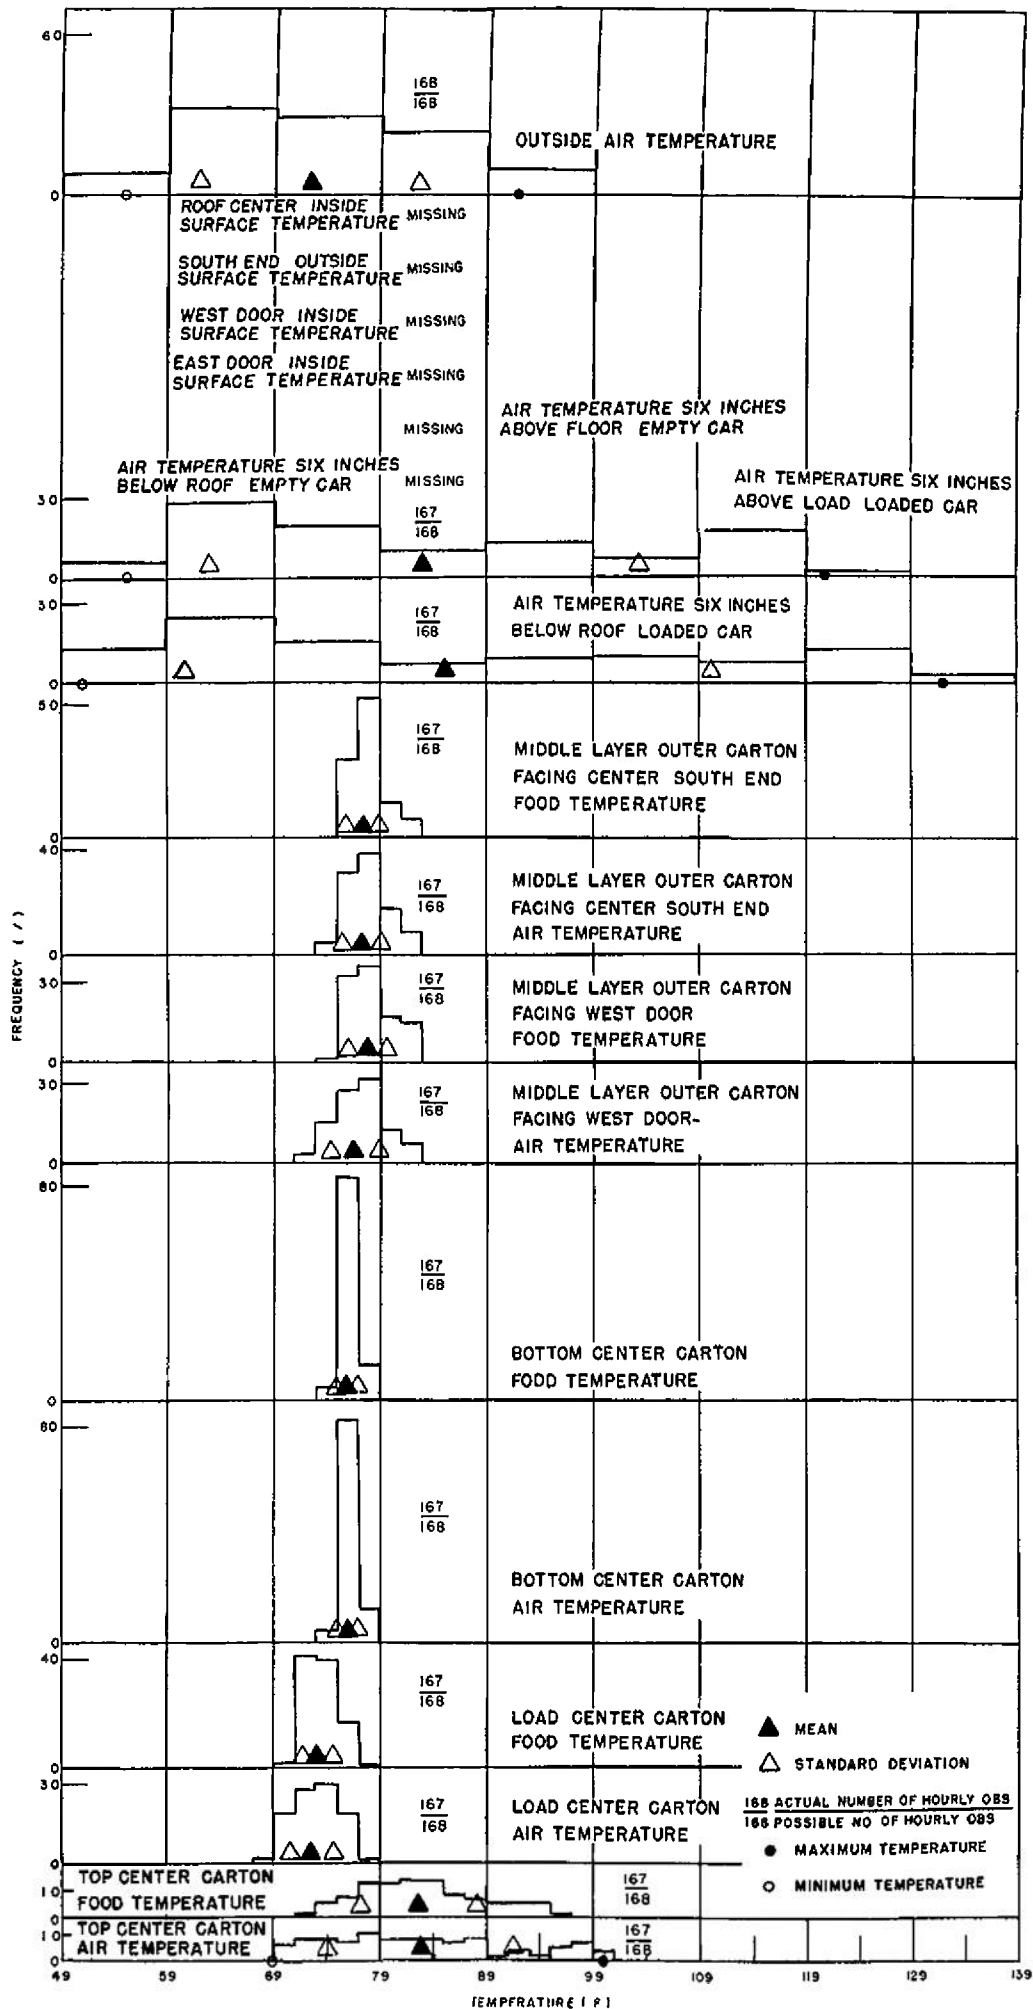 60
168
168
OUTSIDE AIR TEMPERATURE
0
ROOF CENTER INSIDE
SURFACE TEMPERATURE
MISSING
SOUTH END OUTSIDE
SURFACE TEMPERATURE
MISSING
WEST DOOR INSIDE
SURFACE TEMPERATURE
MISSING
EAST DOOR INSIDE
SURFACE TEMPERATURE
MISSING
AIR TEMPERATURE SIX INCHES
ABOVE FLOOR EMPTY CAR
MISSING
AIR TEMPERATURE SIX INCHES
BELOW ROOF EMPTY CAR
MISSING
AIR TEMPERATURE SIX INCHES
ABOVE LOAD LOADED CAR
30
167
168
0
30
167
168
AIR TEMPERATURE SIX INCHES
BELOW ROOF LOADED CAR
0
50
167
168
MIDDLE LAYER OUTER CARTON
FACING CENTER SOUTH END
FOOD TEMPERATURE
0
40
167
168
MIDDLE LAYER OUTER CARTON
FACING CENTER SOUTH END
AIR TEMPERATURE
0
FREQUENCY ( / )
30
167
168
MIDDLE LAYER OUTER CARTON
FACING WEST DOOR
FOOD TEMPERATURE
0
30
167
168
MIDDLE LAYER OUTER CARTON
FACING WEST DOOR-
AIR TEMPERATURE
0
80
167
168
BOTTOM CENTER CARTON
FOOD TEMPERATURE
0
80
167
168
BOTTOM CENTER CARTON
AIR TEMPERATURE
0
40
167
168
LOAD CENTER CARTON
FOOD TEMPERATURE
0
MEAN
STANDARD DEVIATION
168 ACTUAL NUMBER OF HOURLY OBS
168 POSSIBLE NO OF HOURLY OBS
MAXIMUM TEMPERATURE
MINIMUM TEMPERATURE
30
167
168
LOAD CENTER CARTON
AIR TEMPERATURE
0
TOP CENTER CARTON
10
FOOD TEMPERATURE
167
168
0
TOP CENTER CARTON
10
AIR TEMPERATURE
167
168
0
49 59 69 79 89 99 109 119 129 139
TEMPERATURE ( F )